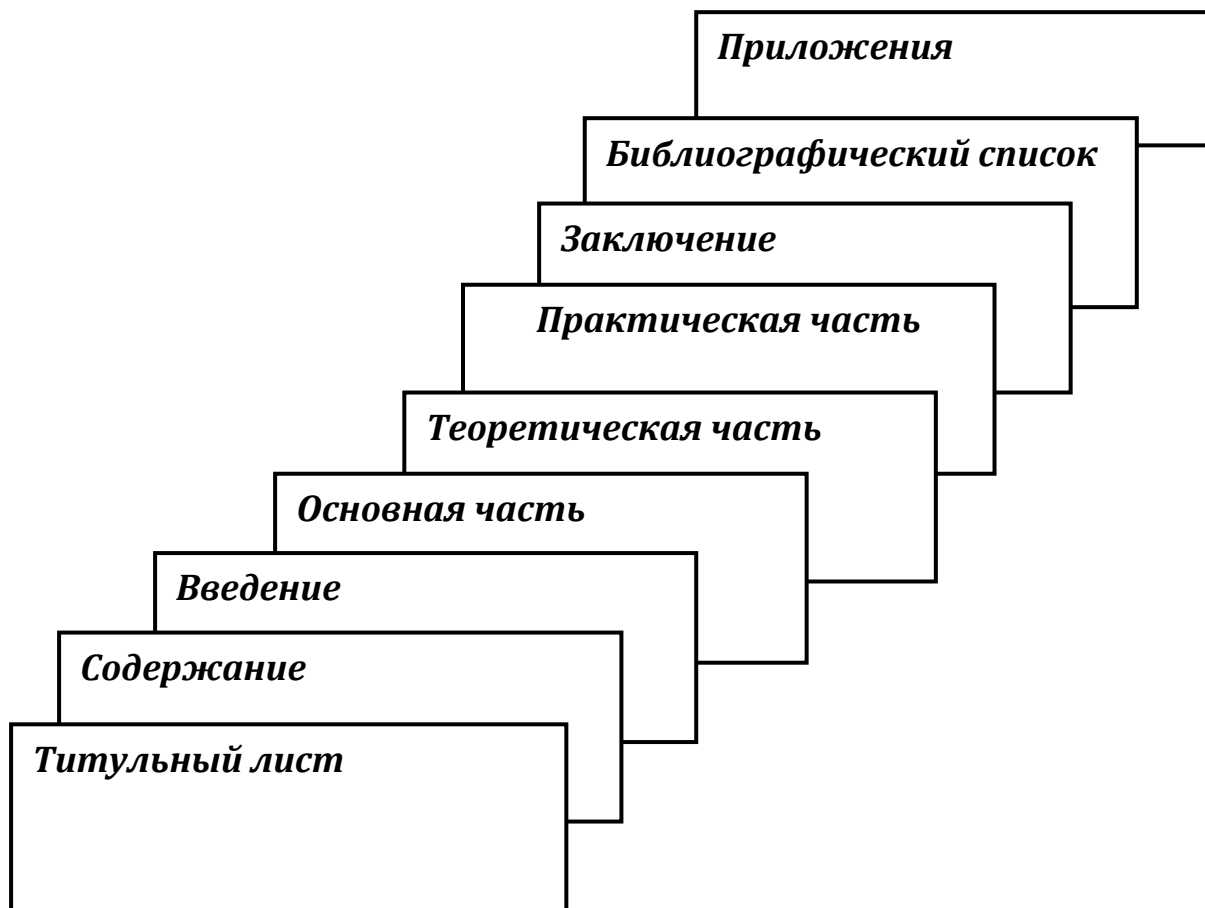 Приложения
Библиографический список
Заключение
Практическая часть
Теоретическая часть
Основная часть
Введение
Содержание
Титульный лист